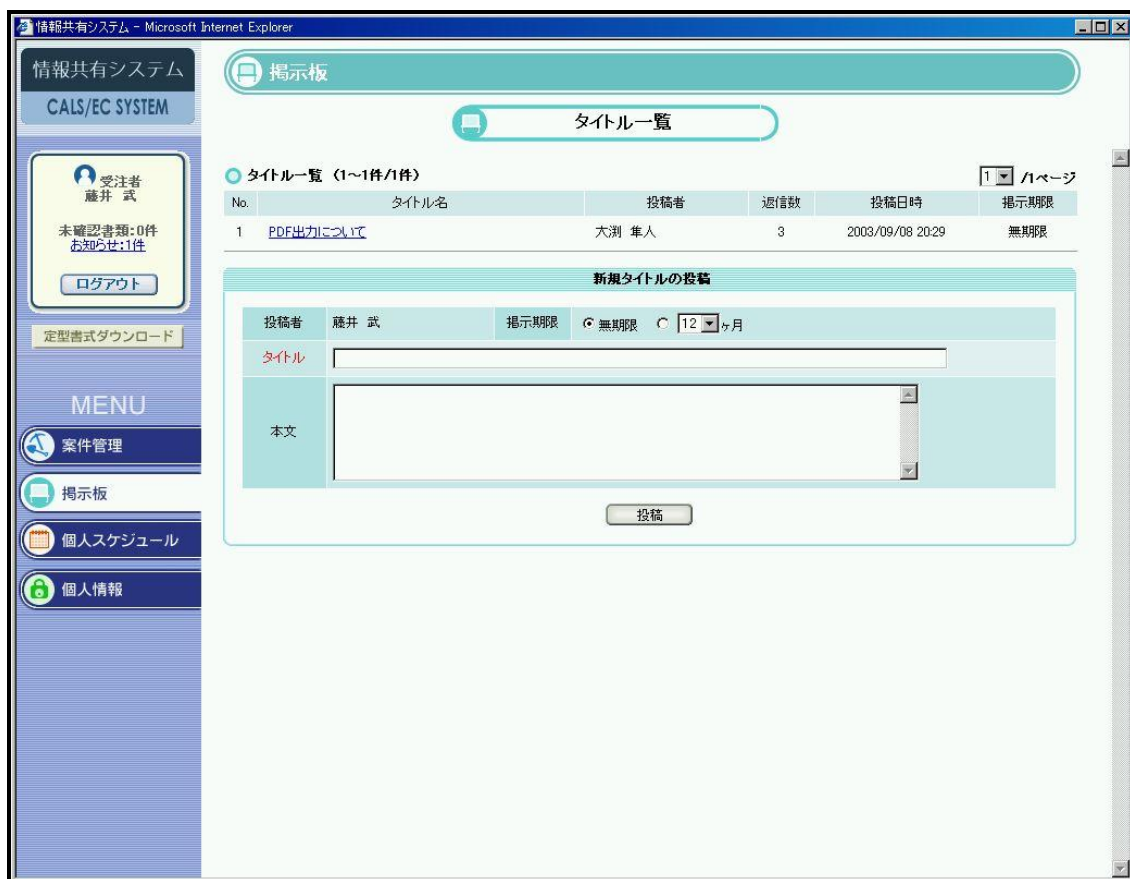 情報共有システム - Microsoft Internet Explorer
情報共有システム
CALS/EC SYSTEM
受注者
藤井 武
未確認書類:0件
お知らせ:1件
ログアウト
定型書式ダウンロード
MENU
案件管理
掲示板
個人スケジュール
個人情報
掲示板
タイトル一覧
タイトル一覧 (1~1件/1件)
1 /1ページ
No. タイトル名 投稿者 返信数 投稿日時 掲示期限
1 PDF出力について 大渕 隼人 3 2003/09/08 20:29 無期限
新規タイトルの投稿
投稿者 藤井 武 掲示期限 無期限 12 ヶ月
タイトル
本文
投稿